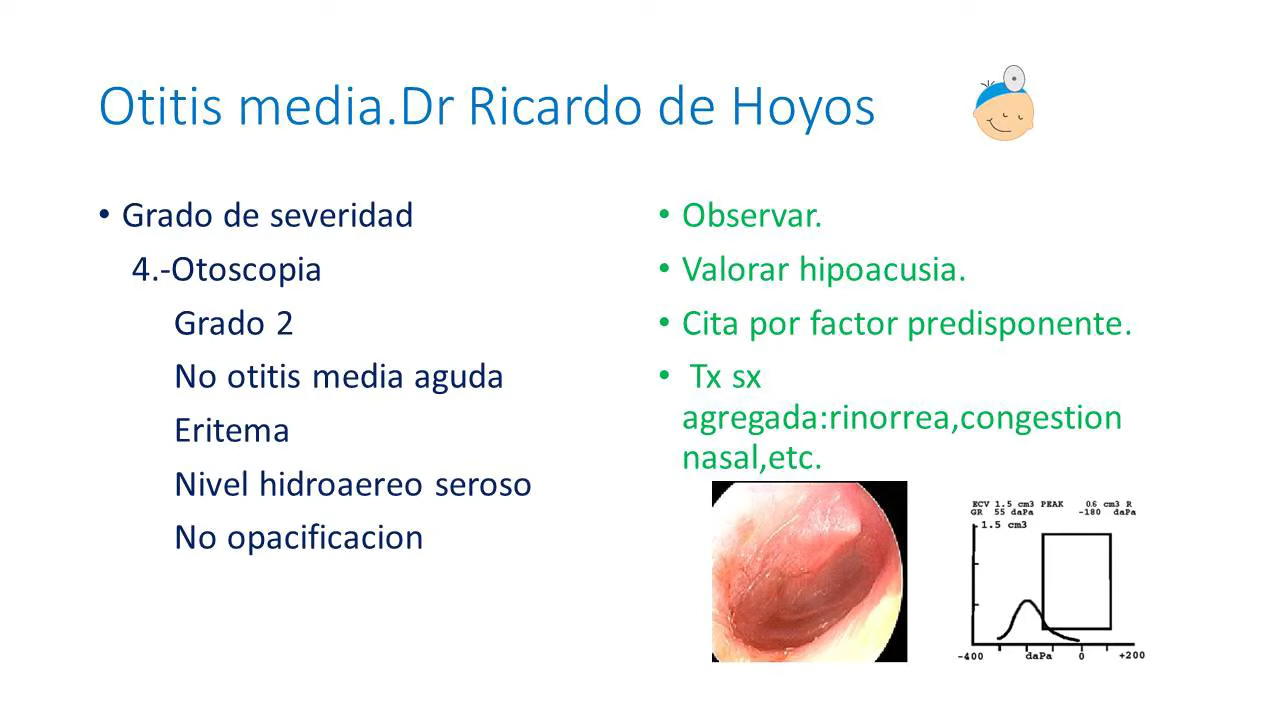 Otitis media.Dr Ricardo de Hoyos
• Grado de severidad
4.-Otoscopia
Grado 2
No otitis media aguda
Eritema
Nivel hidroaereo seroso
No opacificacion
• Observar.
• Valorar hipoacusia.
• Cita por factor predisponente.
• Tx sx
agregada:rinorrea,congestion
nasal,etc.
ECV 1.5 cm3 PEAK 0.6 cm3 R
GR 55 daPa -180 daPa
1.5 cm3
-400 daPa 0 +200